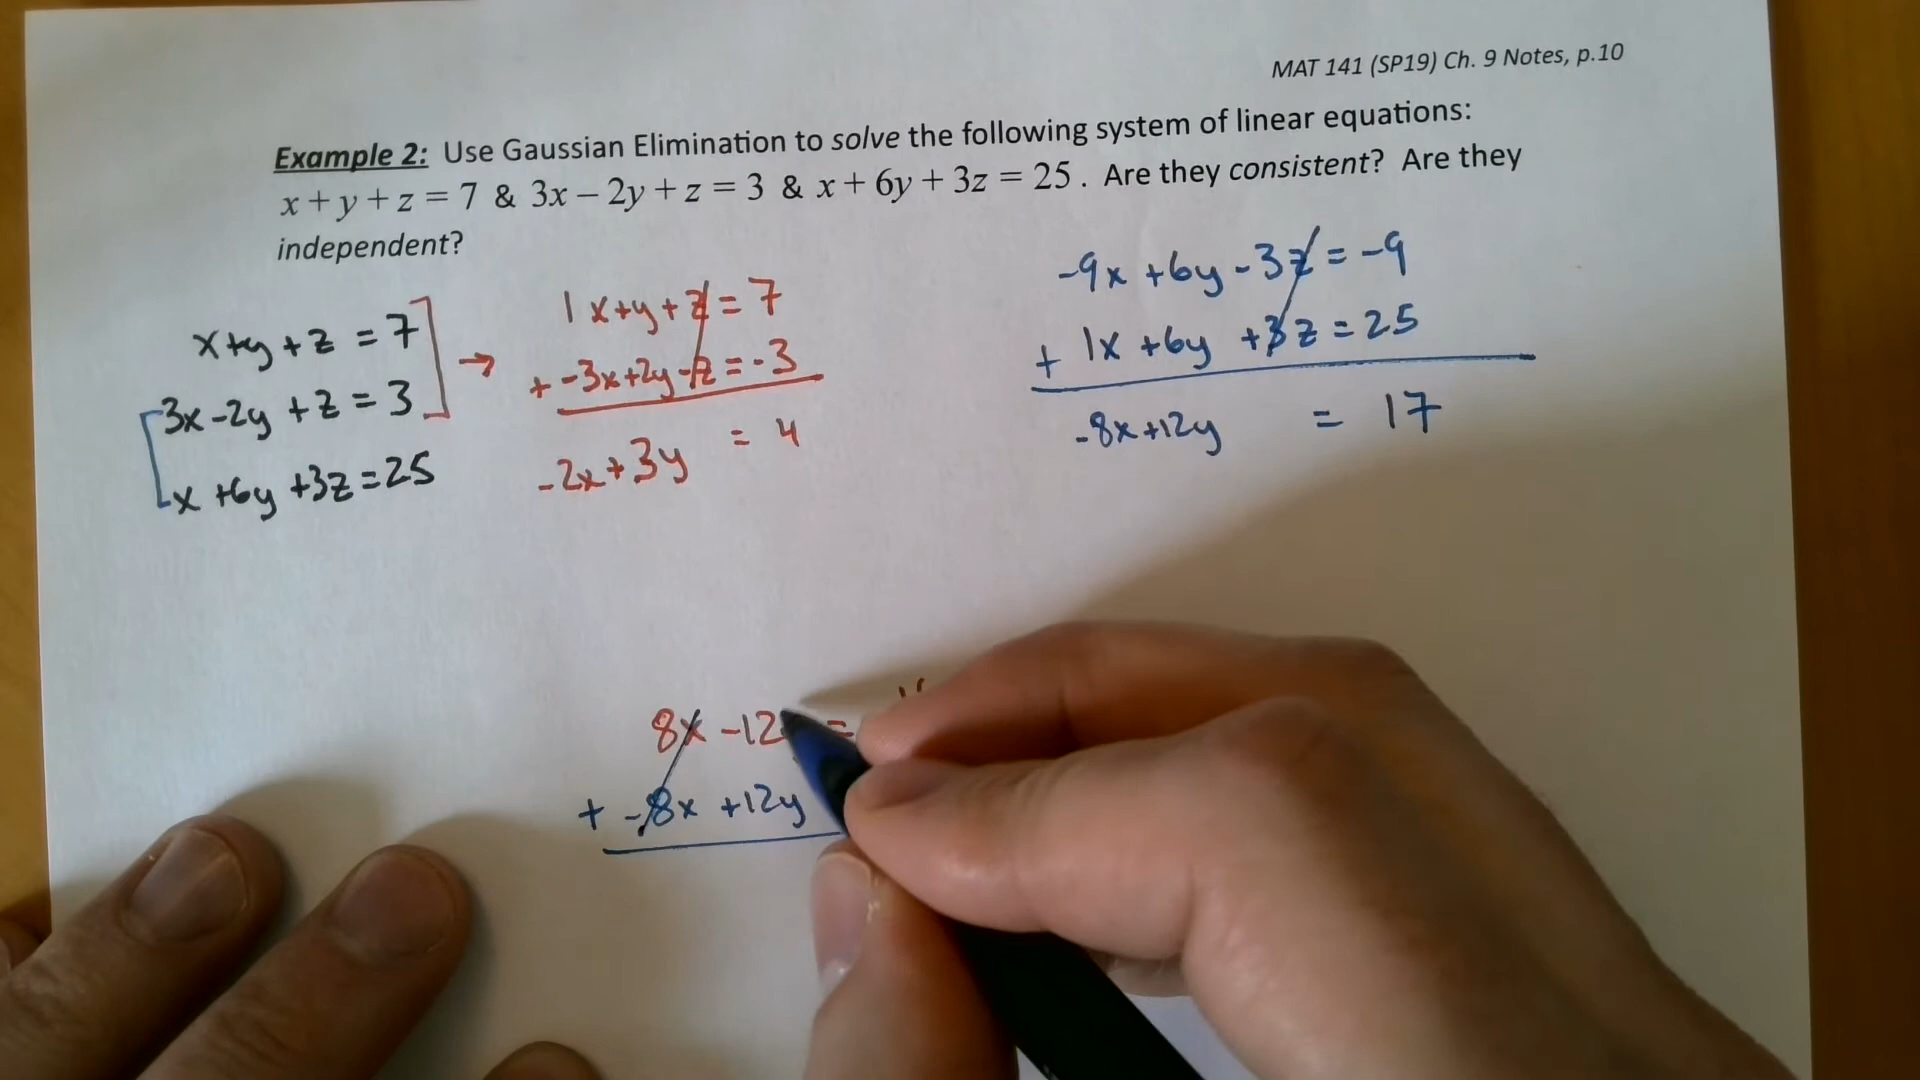 MAT 141 (SP19) Ch. 9 Notes, p.10
Example 2: Use Gaussian Elimination to solve the following system of linear equations:
x + y + z = 7 & 3x – 2y + z = 3 & x + 6y + 3z = 25 . Are they consistent? Are they
independent?
x+y+z = 7
3x-2y+z = 3
x+6y+3z=25
→
1x+y+z=7
+ -3x+2y-z=-3
-2x+3y = 4
-9x+6y-3z=-9
+ 1x+6y+3z=25
-8x+12y = 17
8x -12 =
+ -8x +12y